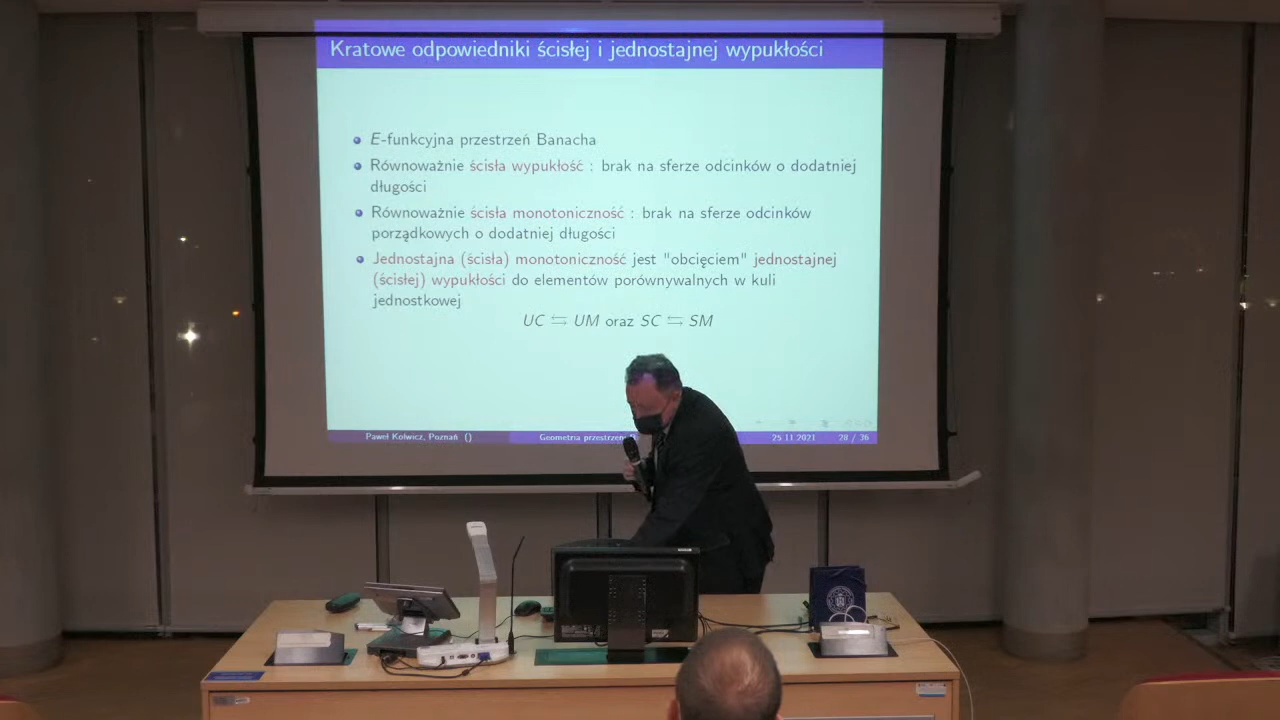 Kratowe odpowiedniki ścisłej i jednostajnej wypukłości
E-funkcyjna przestrzeń Banacha
Równoważnie ścisła wypukłość : brak na sferze odcinków o dodatniej
długości
Równoważnie ścisła monotoniczność : brak na sferze odcinków
porządkowych o dodatniej długości
Jednostajna (ścisła) monotoniczność jest "obcięciem" jednostajnej
(ścisłej) wypukłości do elementów porównywalnych w kuli
jednostkowej
UC ⇆ UM oraz SC ⇆ SM
Paweł Kolwicz, Poznań () Geometria przestrzeni 25.11.2021 28 / 36